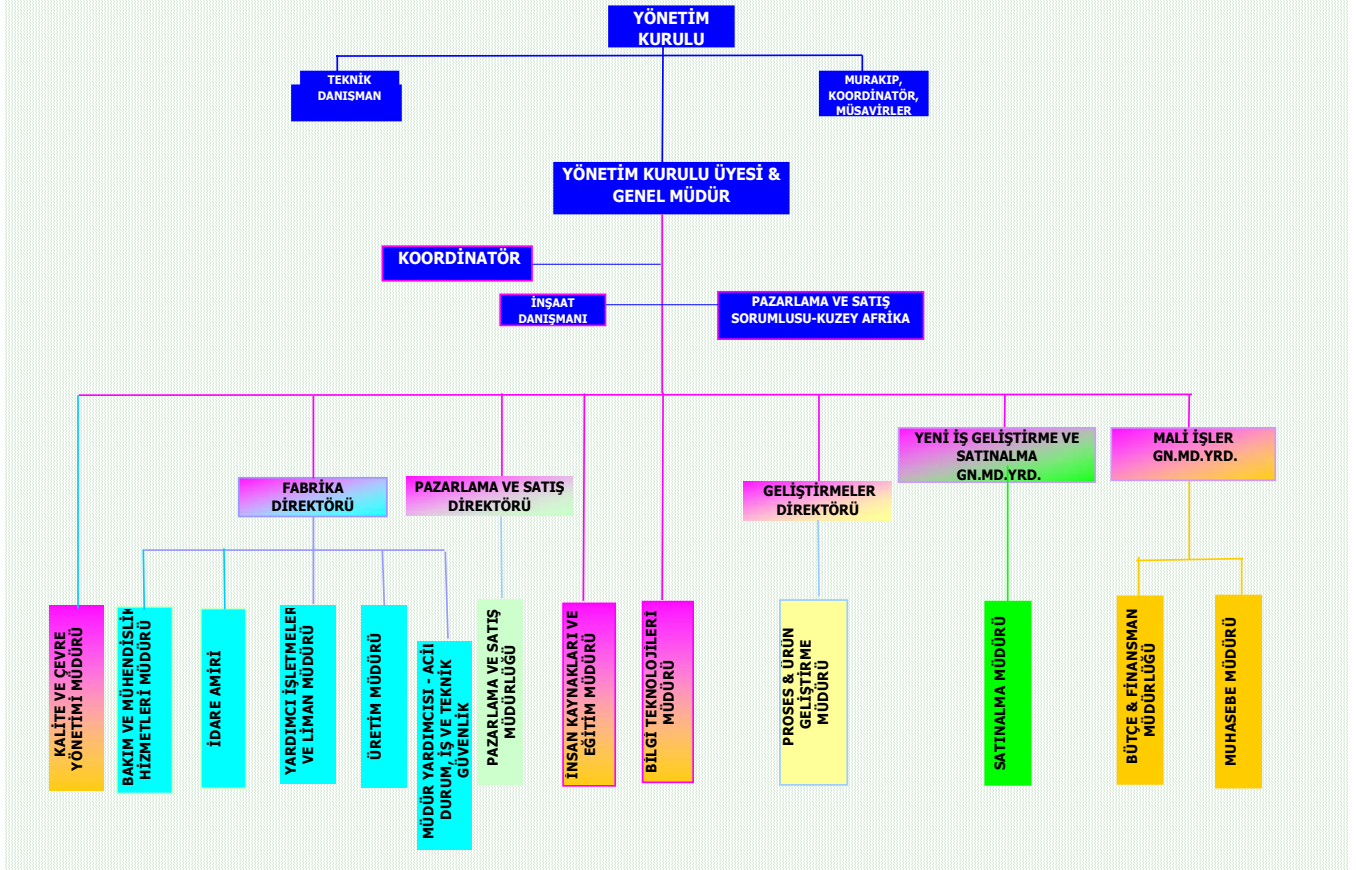 YÖNETİM
KURULU
TEKNİK
DANIŞMAN
MURAKIP,
KOORDİNATÖR,
MÜSAVİRLER
YÖNETİM KURULU ÜYESİ &
GENEL MÜDÜR
KOORDİNATÖR
İNŞAAT
DANIŞMANI
PAZARLAMA VE SATIŞ
SORUMLUSU-KUZEY AFRİKA
YENİ İŞ GELİŞTİRME VE
SATINALMA
GN.MD.YRD.
MALİ İŞLER
GN.MD.YRD.
FABRİKA
DİREKTÖRÜ
PAZARLAMA VE SATIŞ
DİREKTÖRÜ
GELİŞTİRMELER
DİREKTÖRÜ
KALİTE VE ÇEVRE
YÖNETİMİ MÜDÜRÜ
BAKIM VE MÜHENDİSLİK
HİZMETLERİ MÜDÜRÜ
İDARE AMİRİ
YARDIMCI İŞLETMELER
VE LİMAN MÜDÜRÜ
ÜRETİM MÜDÜRÜ
MÜDÜR YARDIMCISI - ACİL
DURUM, İŞ VE TEKNİK
GÜVENLİK
PAZARLAMA VE SATIŞ
MÜDÜRLÜĞÜ
İNSAN KAYNAKLARI VE
EĞİTİM MÜDÜRÜ
BİLGİ TEKNOLOJİLERİ
MÜDÜRÜ
PROSES & ÜRÜN
GELİŞTİRME
MÜDÜRÜ
SATINALMA MÜDÜRÜ
BÜTÇE & FİNANSMAN
MÜDÜRLÜĞÜ
MUHASEBE MÜDÜRÜ